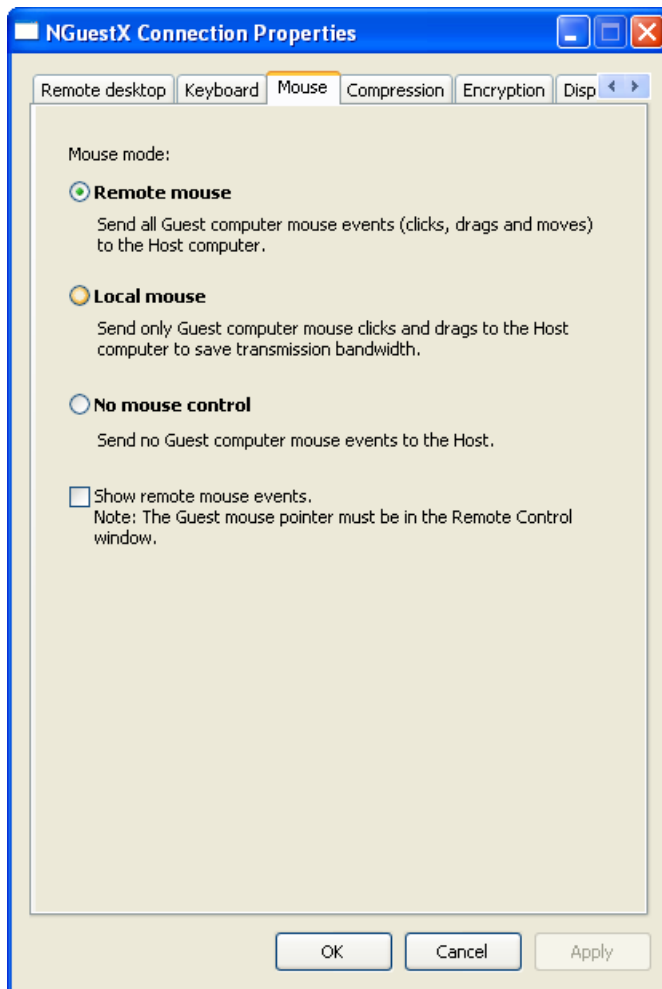 NGuestX Connection Properties
Remote desktop Keyboard Mouse Compression Encryption Disp
Mouse mode:
Remote mouse
Send all Guest computer mouse events (clicks, drags and moves)
to the Host computer.
Local mouse
Send only Guest computer mouse clicks and drags to the Host
computer to save transmission bandwidth.
No mouse control
Send no Guest computer mouse events to the Host.
Show remote mouse events.
Note: The Guest mouse pointer must be in the Remote Control
window.
OK Cancel Apply